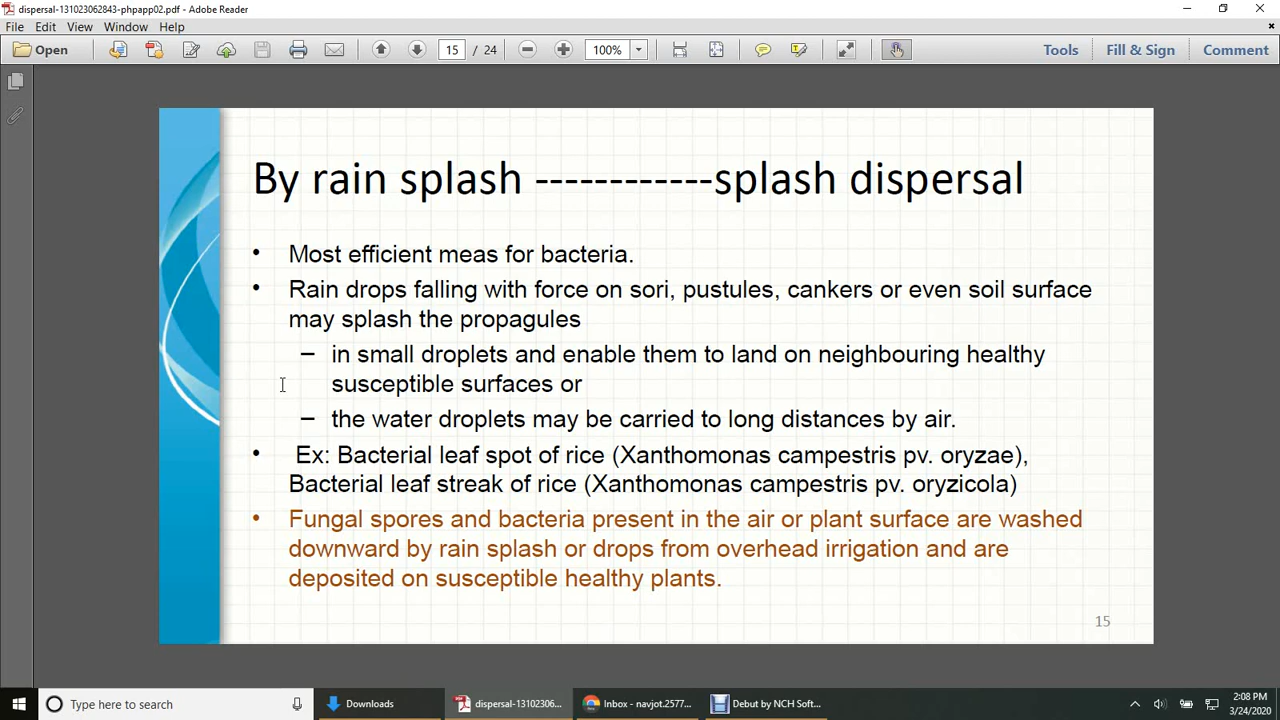 dispersal-131023062843-phpapp02.pdf - Adobe Reader
File Edit View Window Help
Open 15 / 24 100% Tools Fill & Sign Comment
By rain splash ------------splash dispersal
• Most efficient meas for bacteria.
• Rain drops falling with force on sori, pustules, cankers or even soil surface
may splash the propagules
– in small droplets and enable them to land on neighbouring healthy
susceptible surfaces or
– the water droplets may be carried to long distances by air.
• Ex: Bacterial leaf spot of rice (Xanthomonas campestris pv. oryzae),
Bacterial leaf streak of rice (Xanthomonas campestris pv. oryzicola)
• Fungal spores and bacteria present in the air or plant surface are washed
downward by rain splash or drops from overhead irrigation and are
deposited on susceptible healthy plants.
15
Type here to search Downloads dispersal-13102306... Inbox - navjot.2577... Debut by NCH Soft... 2:08 PM
3/24/2020